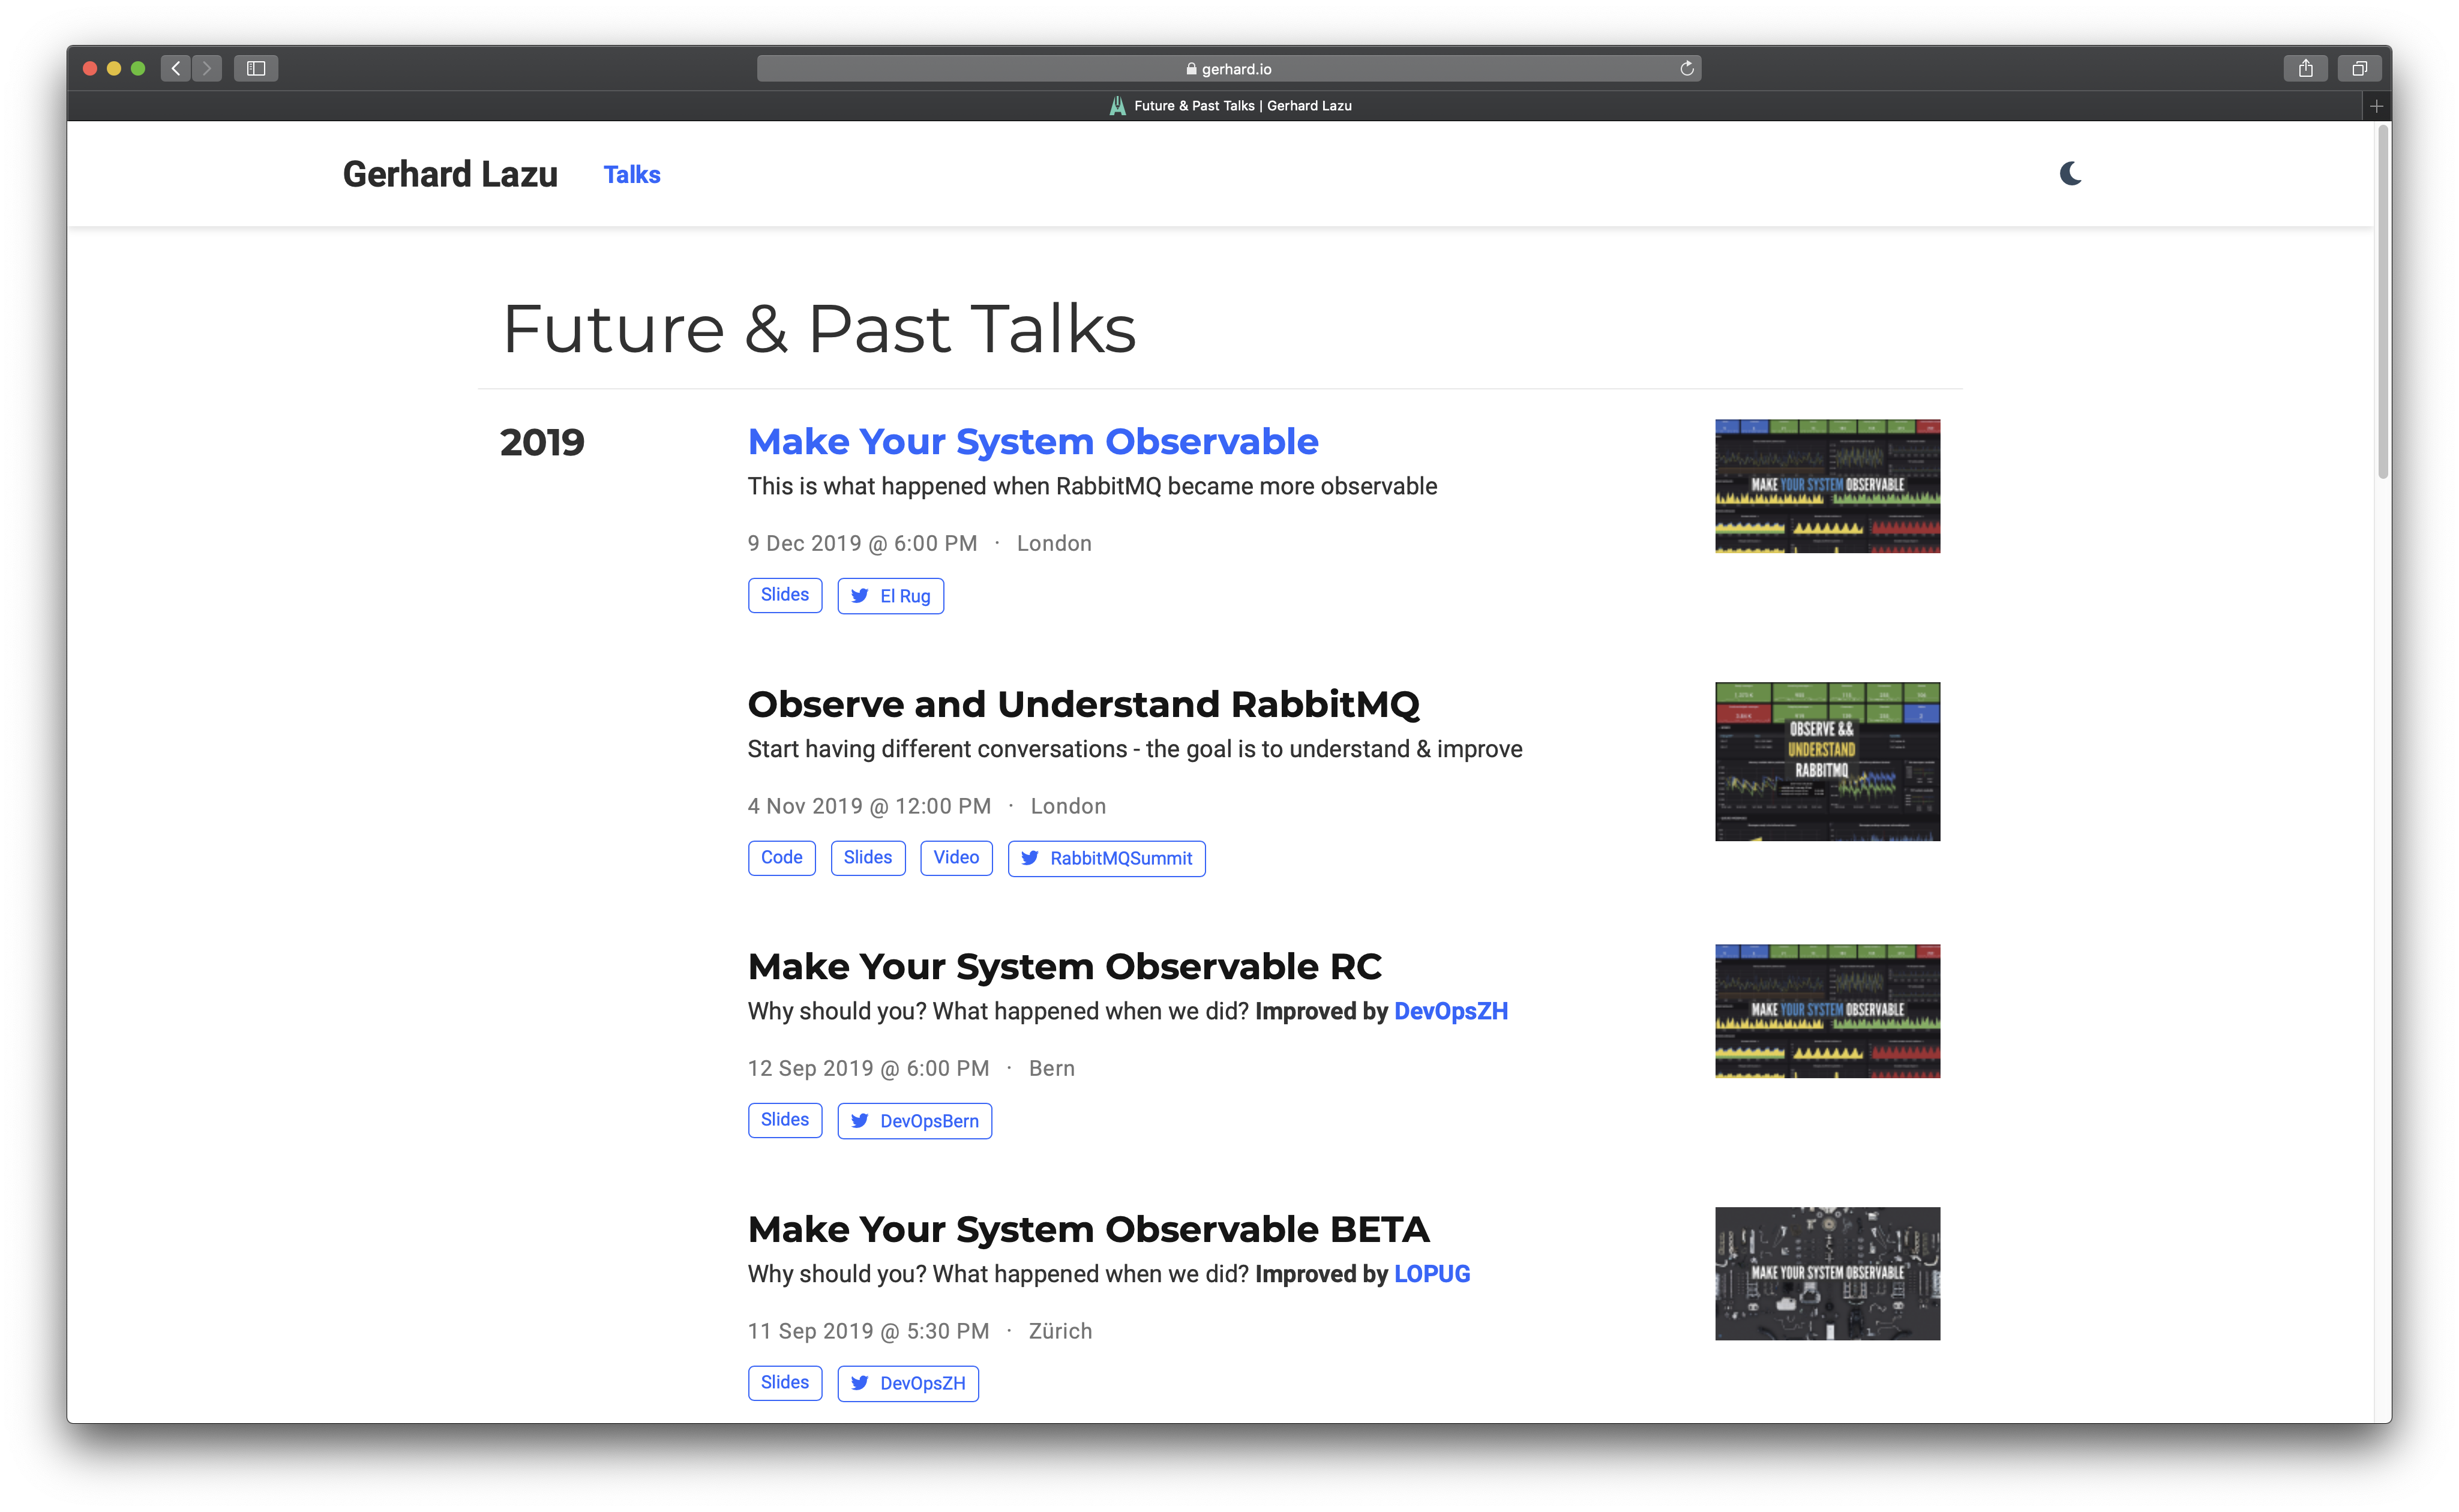 gerhard.io
Future & Past Talks | Gerhard Lazu
Gerhard Lazu
Talks
Future & Past Talks
2019
Make Your System Observable
This is what happened when RabbitMQ became more observable
9 Dec 2019 @ 6:00 PM · London
Slides
El Rug
MAKE YOUR SYSTEM OBSERVABLE
Observe and Understand RabbitMQ
Start having different conversations - the goal is to understand & improve
4 Nov 2019 @ 12:00 PM · London
Code
Slides
Video
RabbitMQSummit
OBSERVE &&
UNDERSTAND
RABBITMQ
Make Your System Observable RC
Why should you? What happened when we did? Improved by DevOpsZH
12 Sep 2019 @ 6:00 PM · Bern
Slides
DevOpsBern
MAKE YOUR SYSTEM OBSERVABLE
Make Your System Observable BETA
Why should you? What happened when we did? Improved by LOPUG
11 Sep 2019 @ 5:30 PM · Zürich
Slides
DevOpsZH
MAKE YOUR SYSTEM OBSERVABLE